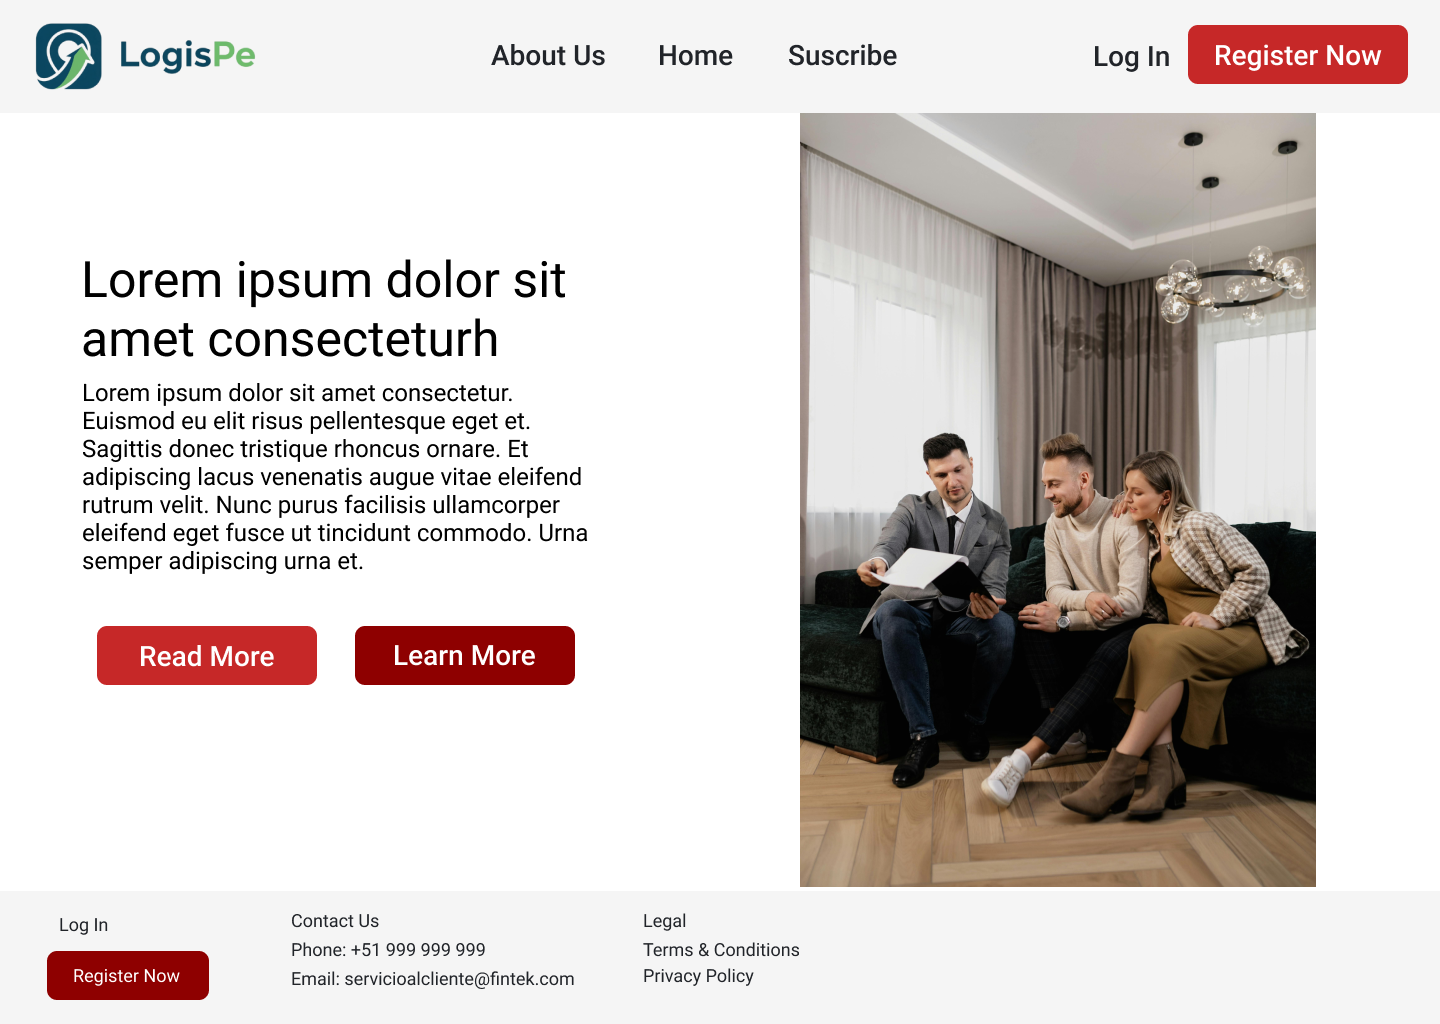 LogisPe
About Us
Home
Suscribe
Log In
Register Now
Lorem ipsum dolor sit
amet consecteturh
Lorem ipsum dolor sit amet consectetur.
Euismod eu elit risus pellentesque eget et.
Sagittis donec tristique rhoncus ornare. Et
adipiscing lacus venenatis augue vitae eleifend
rutrum velit. Nunc purus facilisis ullamcorper
eleifend eget fusce ut tincidunt commodo. Urna
semper adipiscing urna et.
Read More
Learn More
Log In
Register Now
Contact Us
Phone: +51 999 999 999
Email: servicioalcliente@fintek.com
Legal
Terms & Conditions
Privacy Policy